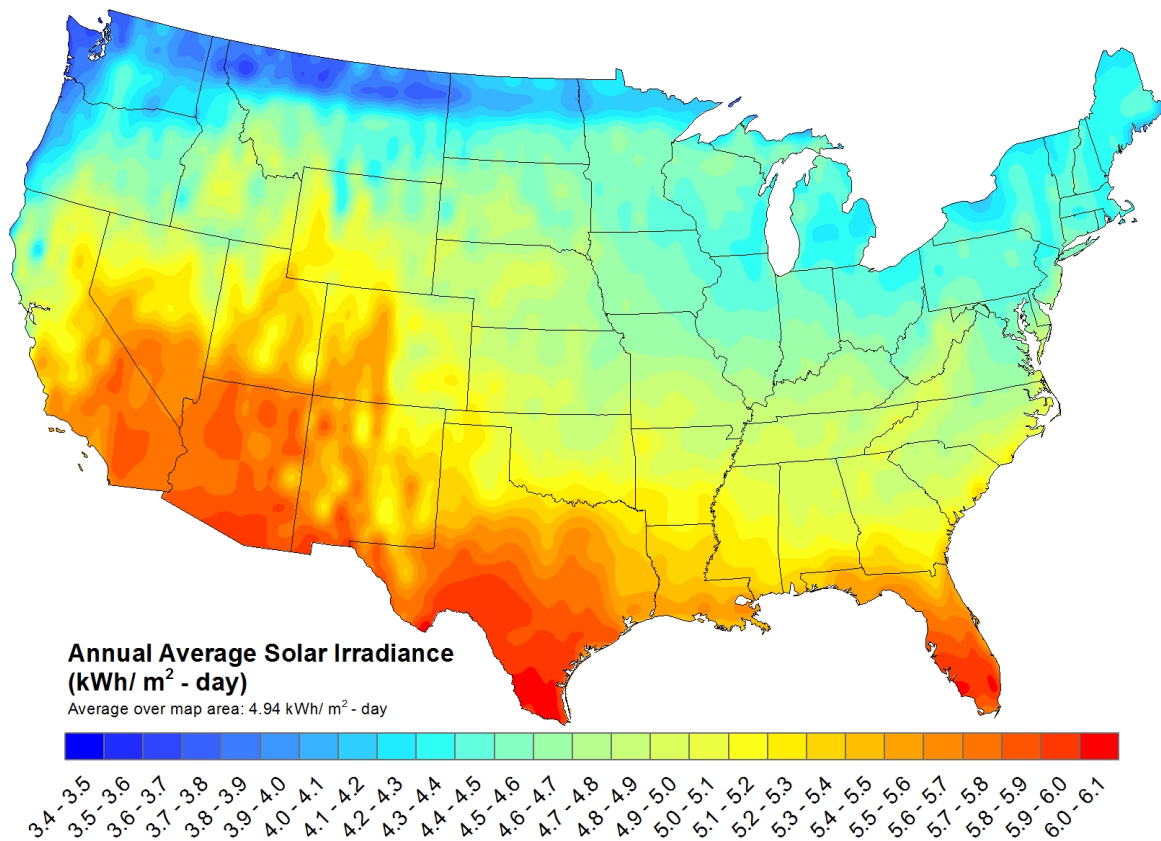 Annual Average Solar Irradiance
(kWh/ m² - day)
Average over map area: 4.94 kWh/ m² - day
3.4 - 3.5
3.5 - 3.6
3.6 - 3.7
3.7 - 3.8
3.8 - 3.9
3.9 - 4.0
4.0 - 4.1
4.1 - 4.2
4.2 - 4.3
4.3 - 4.4
4.4 - 4.5
4.5 - 4.6
4.6 - 4.7
4.7 - 4.8
4.8 - 4.9
4.9 - 5.0
5.0 - 5.1
5.1 - 5.2
5.2 - 5.3
5.3 - 5.4
5.4 - 5.5
5.5 - 5.6
5.6 - 5.7
5.7 - 5.8
5.8 - 5.9
5.9 - 6.0
6.0 - 6.1